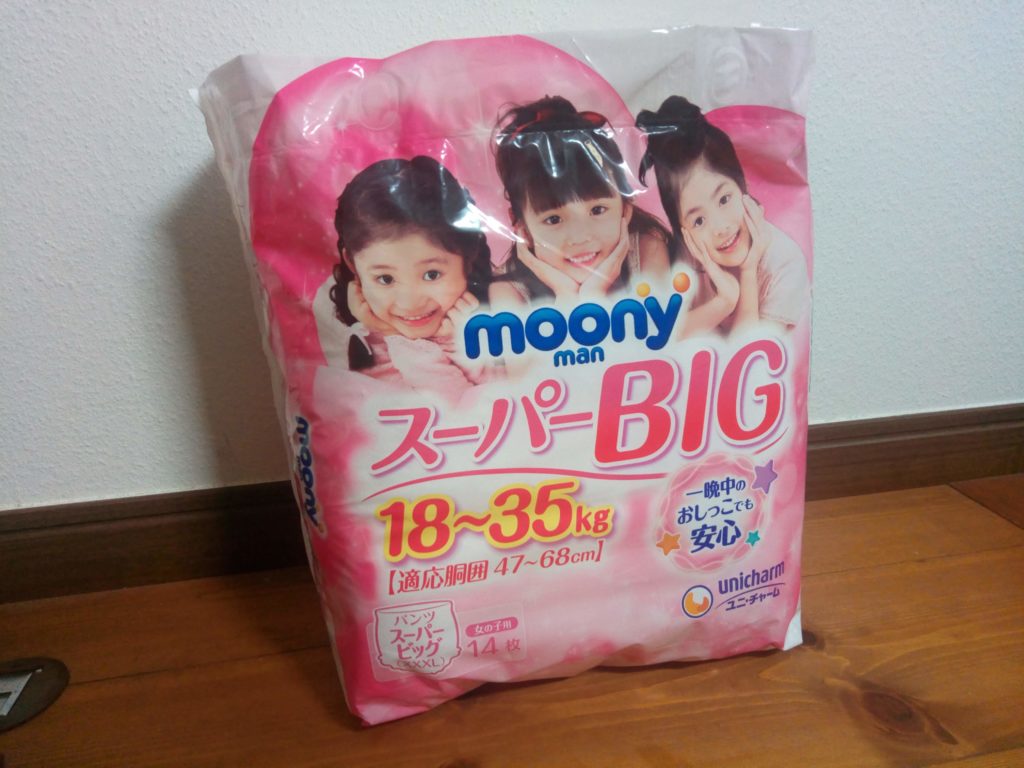 moony
man
スーパーBIG
18~35kg
【適応胴囲 47~68cm】
一晩中の
おしっこでも
安心
unicharm
ユニ・チャーム
パンツ
スーパー
ビッグ
(XXXL)
女の子用
14枚
moony